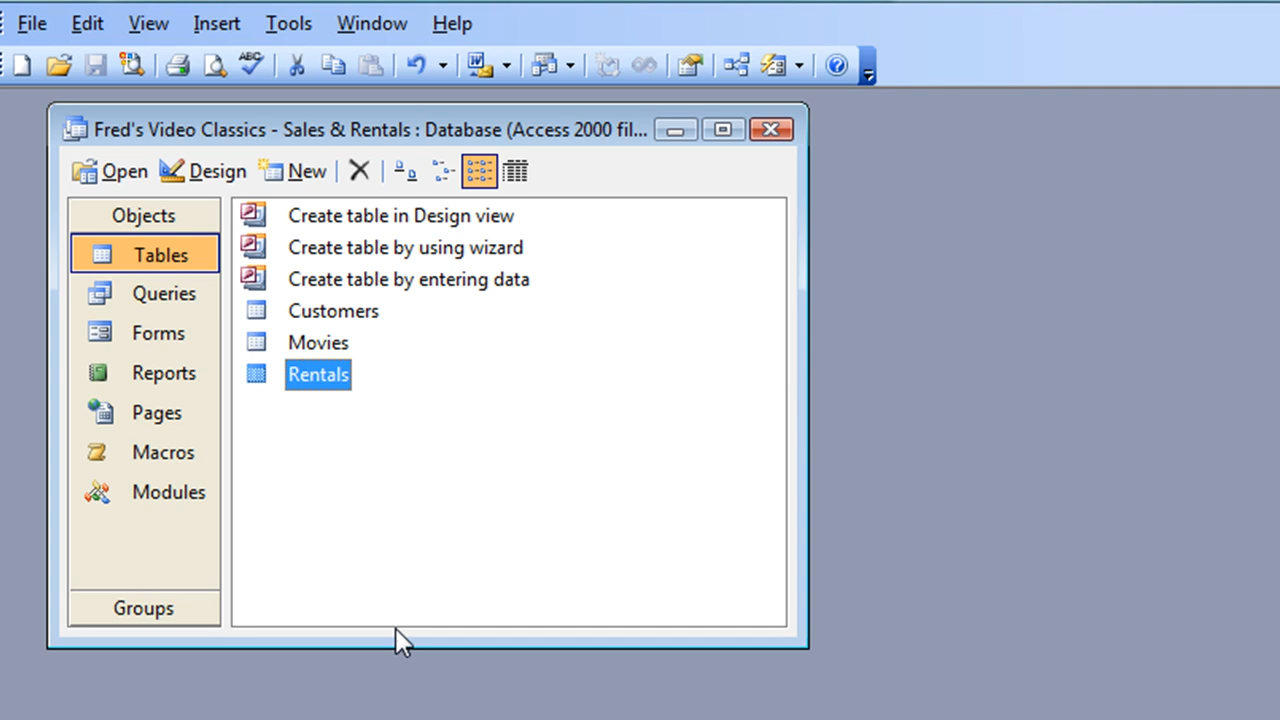 File Edit View Insert Tools Window Help
ABC
W
Fred's Video Classics - Sales & Rentals : Database (Access 2000 fil...
Open Design New
Objects
Tables
Queries
Forms
Reports
Pages
Macros
Modules
Groups
Create table in Design view
Create table by using wizard
Create table by entering data
Customers
Movies
Rentals